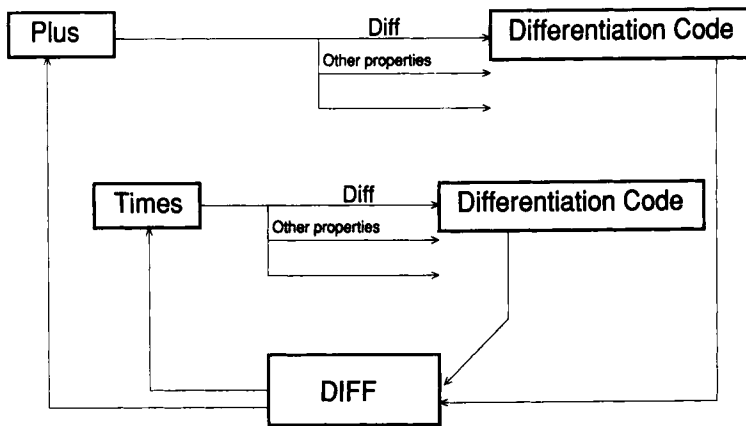 Plus
Diff
Differentiation Code
Other properties
Times
Diff
Differentiation Code
Other properties
DIFF